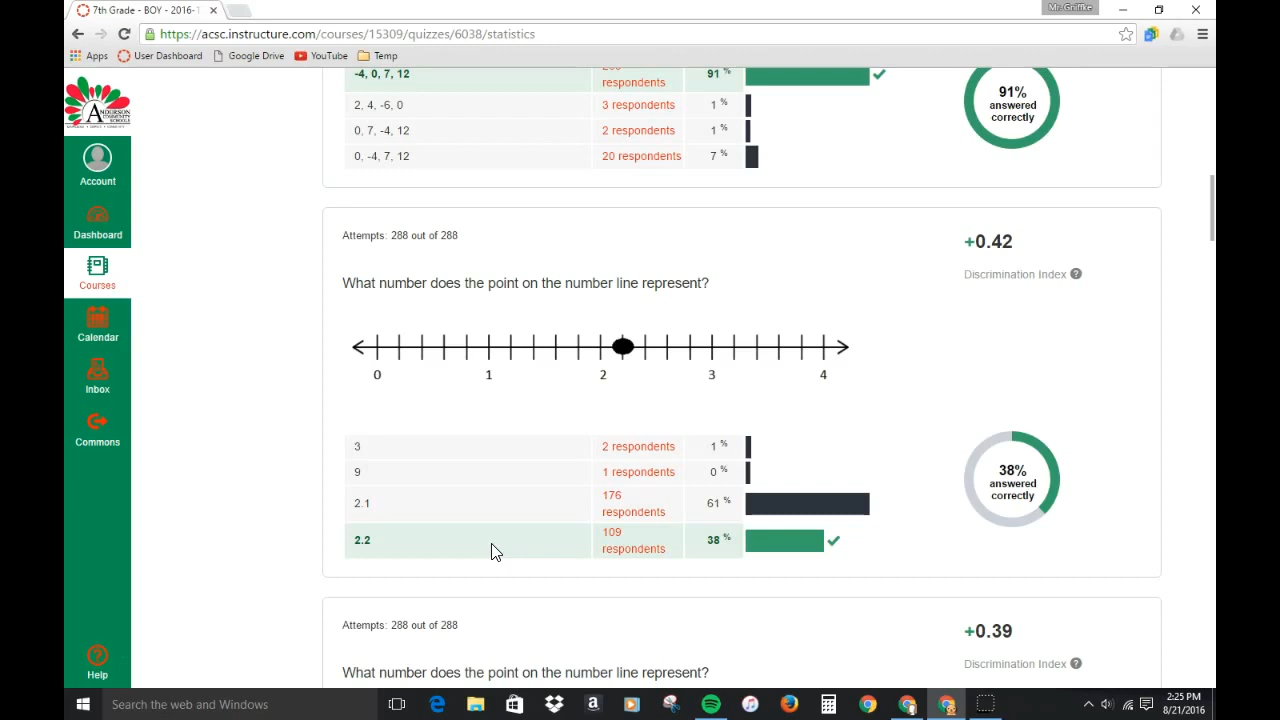 7th Grade - BOY - 2016-1
Mr. Griffke
https://acsc.instructure.com/courses/15309/quizzes/6038/statistics
Apps User Dashboard Google Drive YouTube Temp
ANDERSON
COMMUNITY
SCHOOLS
Account
Dashboard
Courses
Calendar
Inbox
Commons
Help
-4, 0, 7, 12 respondents 91 %
2, 4, -6, 0 3 respondents 1 %
0, 7, -4, 12 2 respondents 1 %
0, -4, 7, 12 20 respondents 7 %
91%
answered
correctly
Attempts: 288 out of 288
+0.42
Discrimination Index ?
What number does the point on the number line represent?
0 1 2 3 4
3 2 respondents 1 %
9 1 respondents 0 %
2.1 176 respondents 61 %
2.2 109 respondents 38 %
38%
answered
correctly
Attempts: 288 out of 288
+0.39
Discrimination Index ?
What number does the point on the number line represent?
Search the web and Windows
2:25 PM
8/21/2016